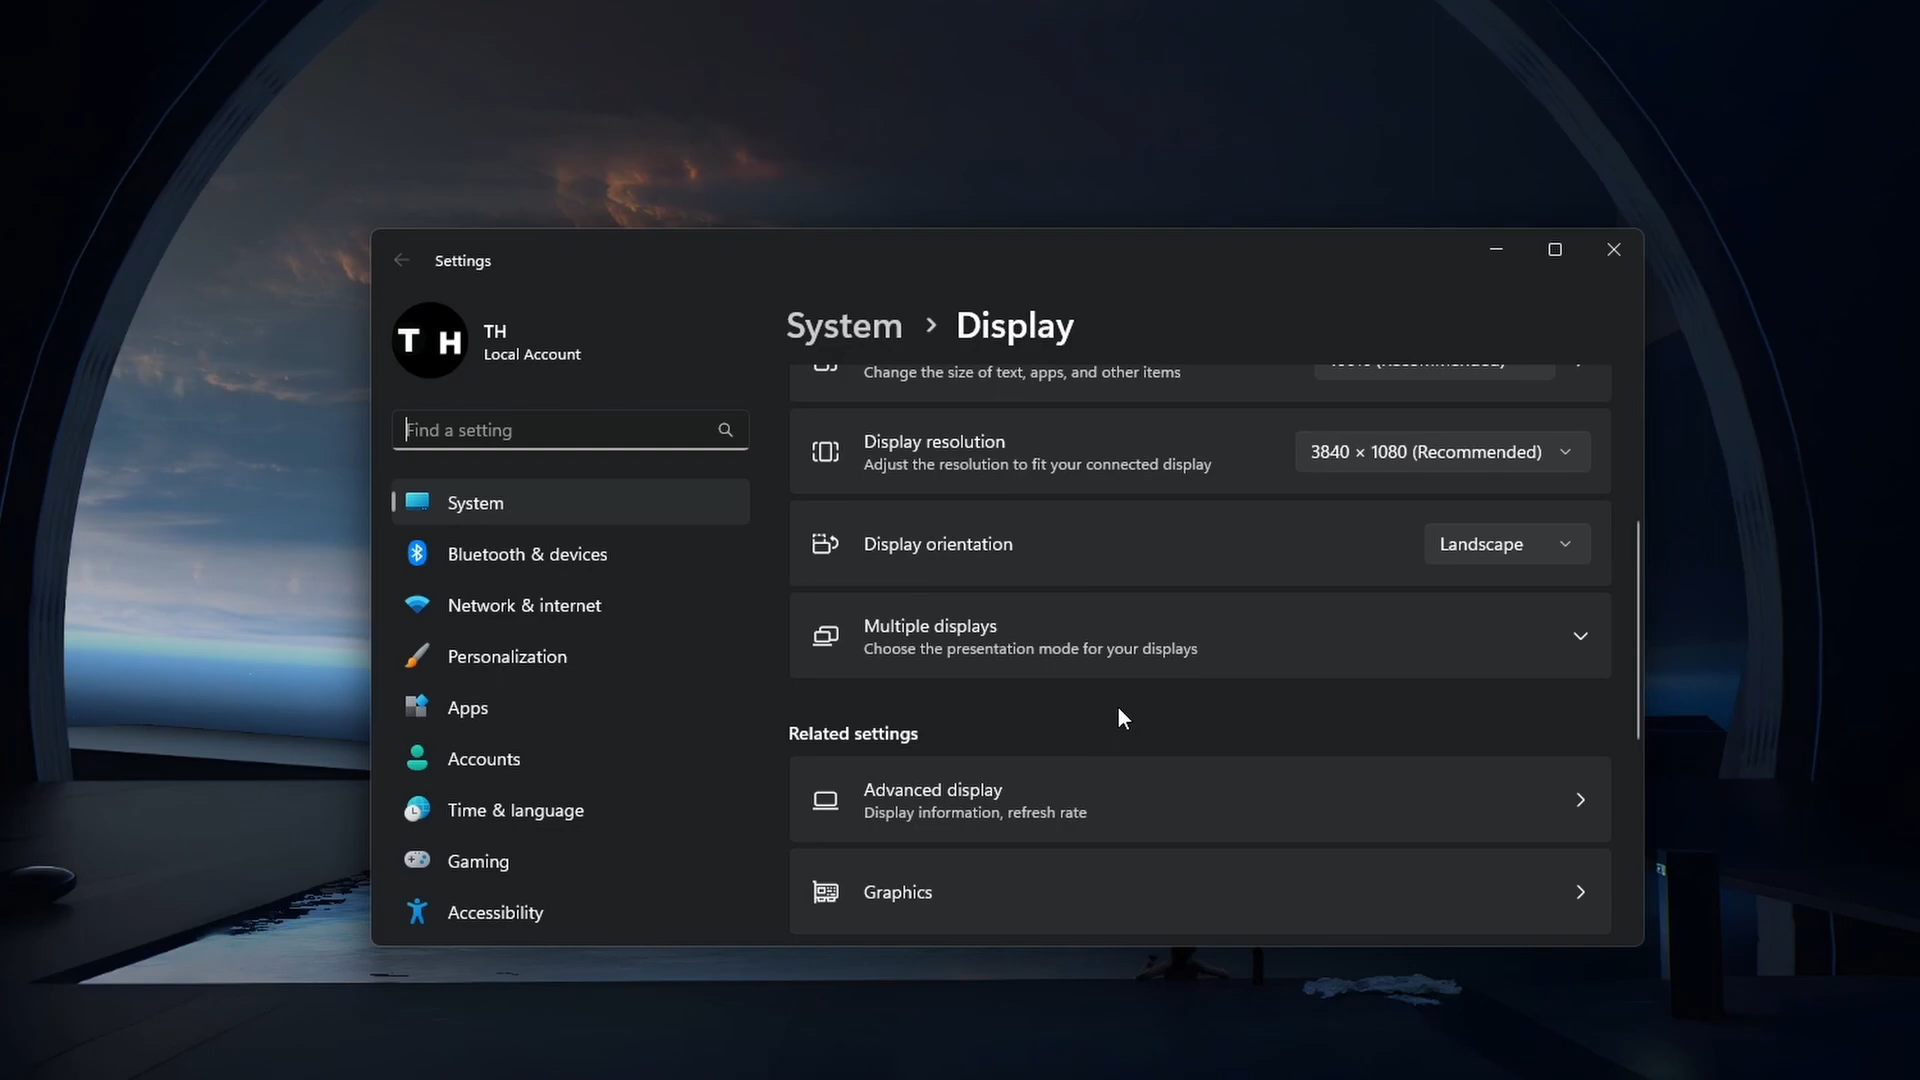 Settings
T H
TH
Local Account
Find a setting
System
Bluetooth & devices
Network & internet
Personalization
Apps
Accounts
Time & language
Gaming
Accessibility
System › Display
Change the size of text, apps, and other items
Display resolution
Adjust the resolution to fit your connected display
3840 × 1080 (Recommended)
Display orientation
Landscape
Multiple displays
Choose the presentation mode for your displays
Related settings
Advanced display
Display information, refresh rate
Graphics